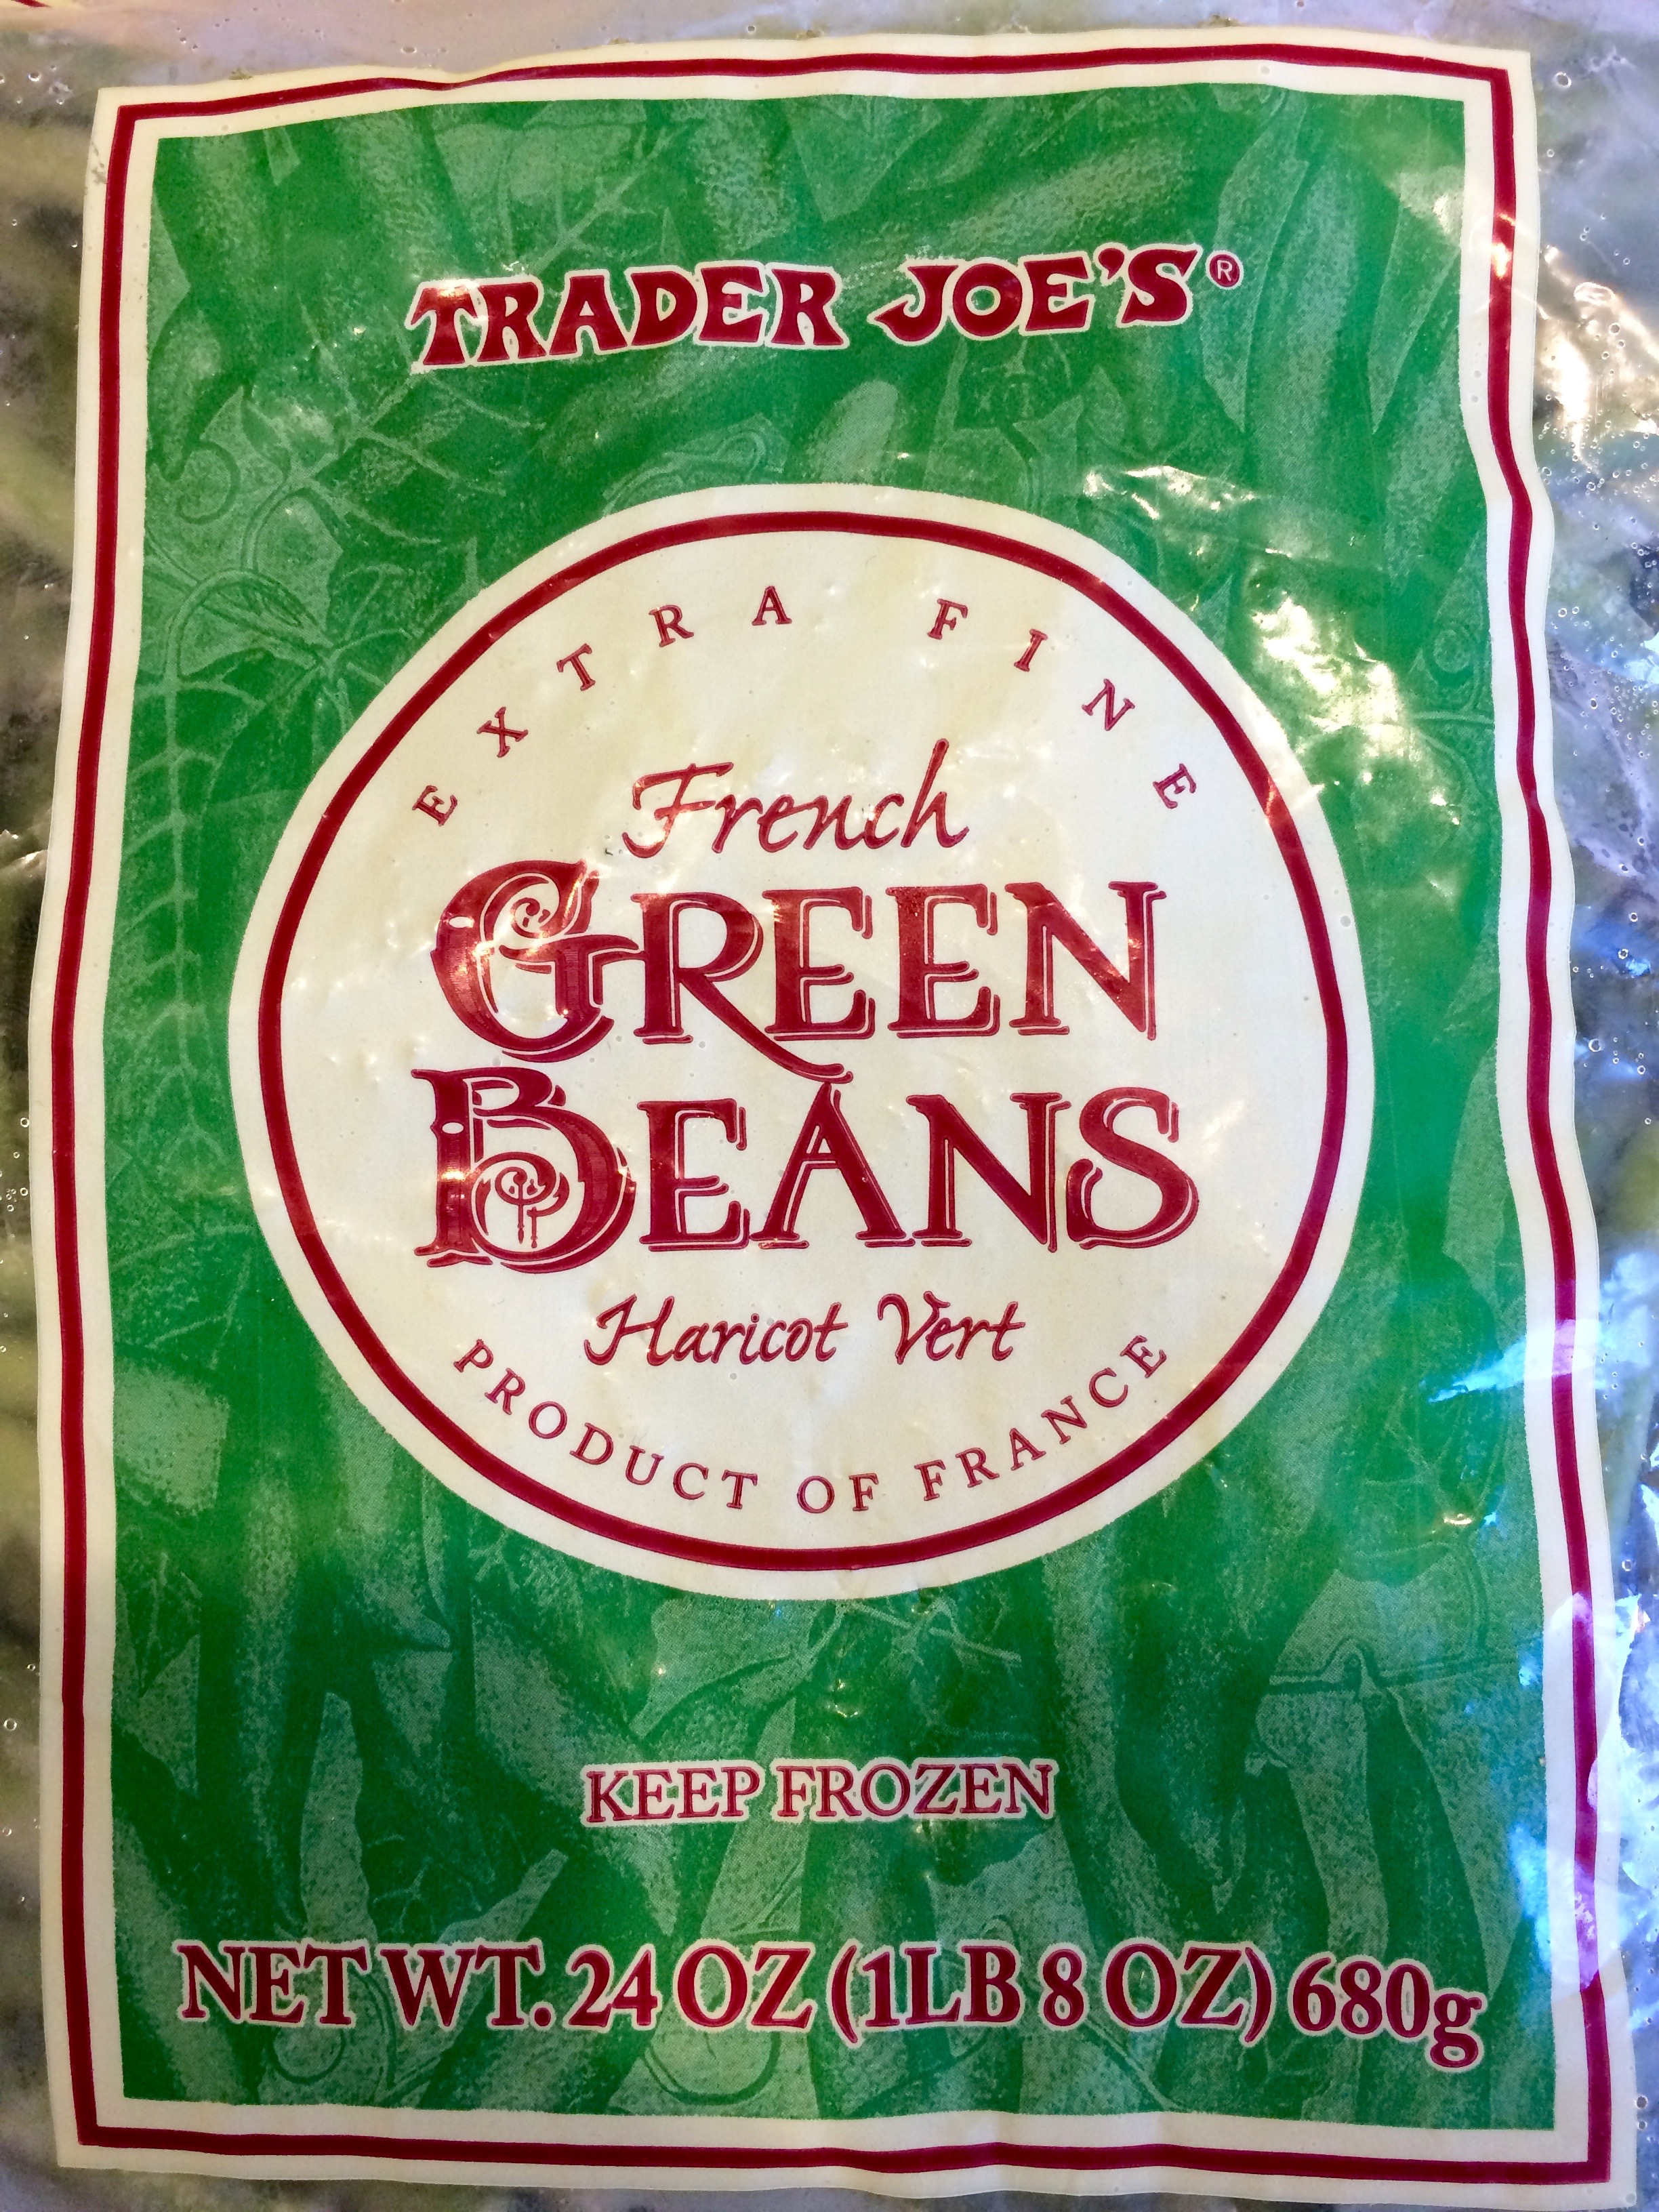 TRADER JOE'S®
EXTRA FINE
French
GREEN
BEANS
Haricot Vert
PRODUCT OF FRANCE
KEEP FROZEN
NET WT. 24 OZ (1LB 8 OZ) 680g